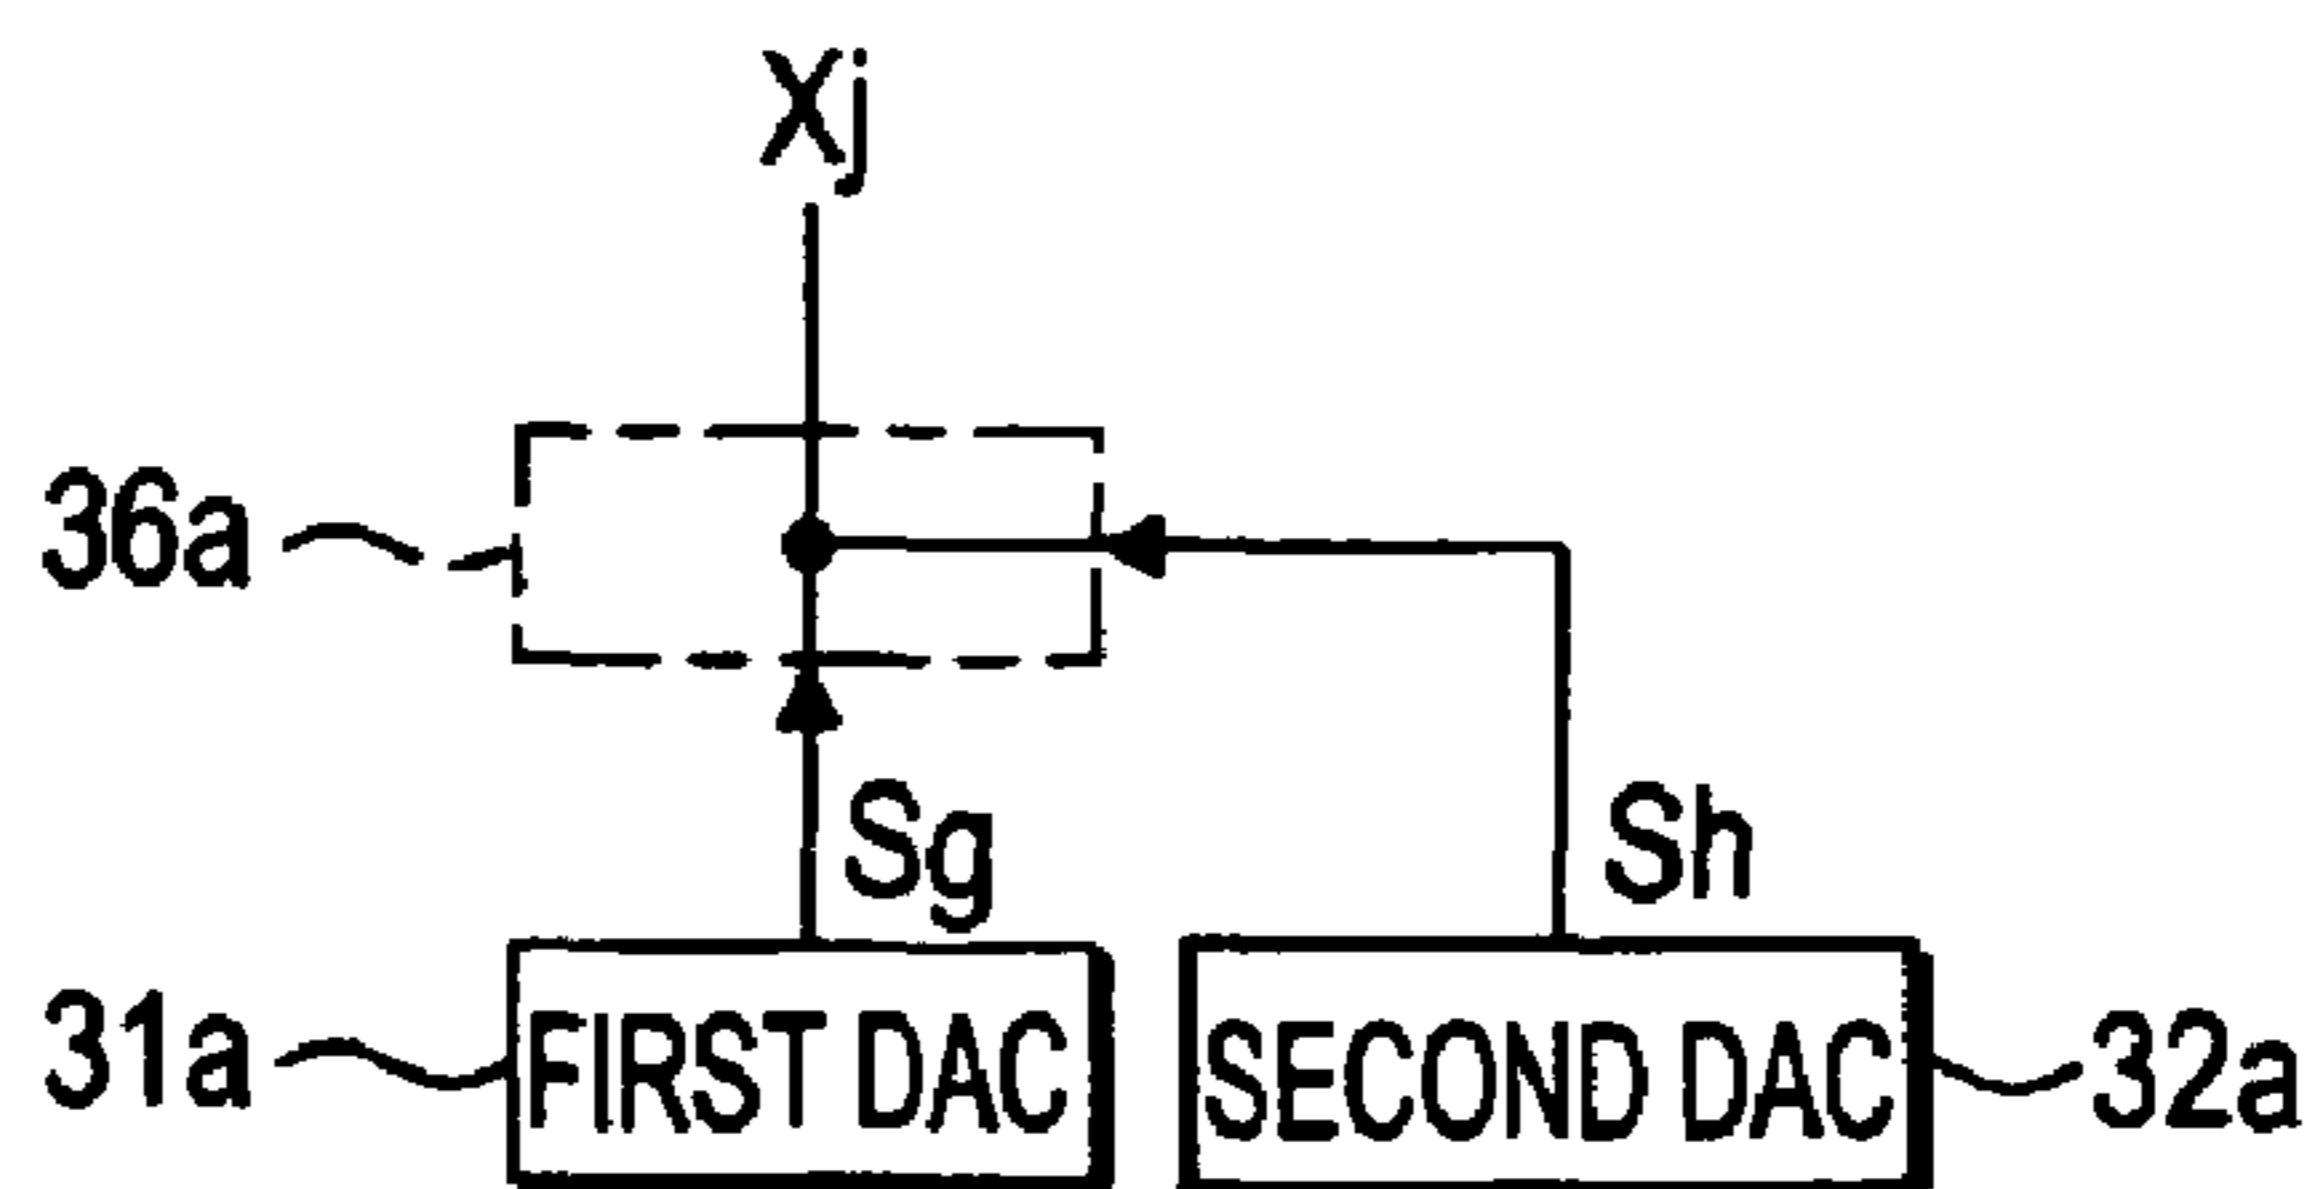 Xj
36a
Sg
Sh
31a
FIRST DAC
SECOND DAC
32a